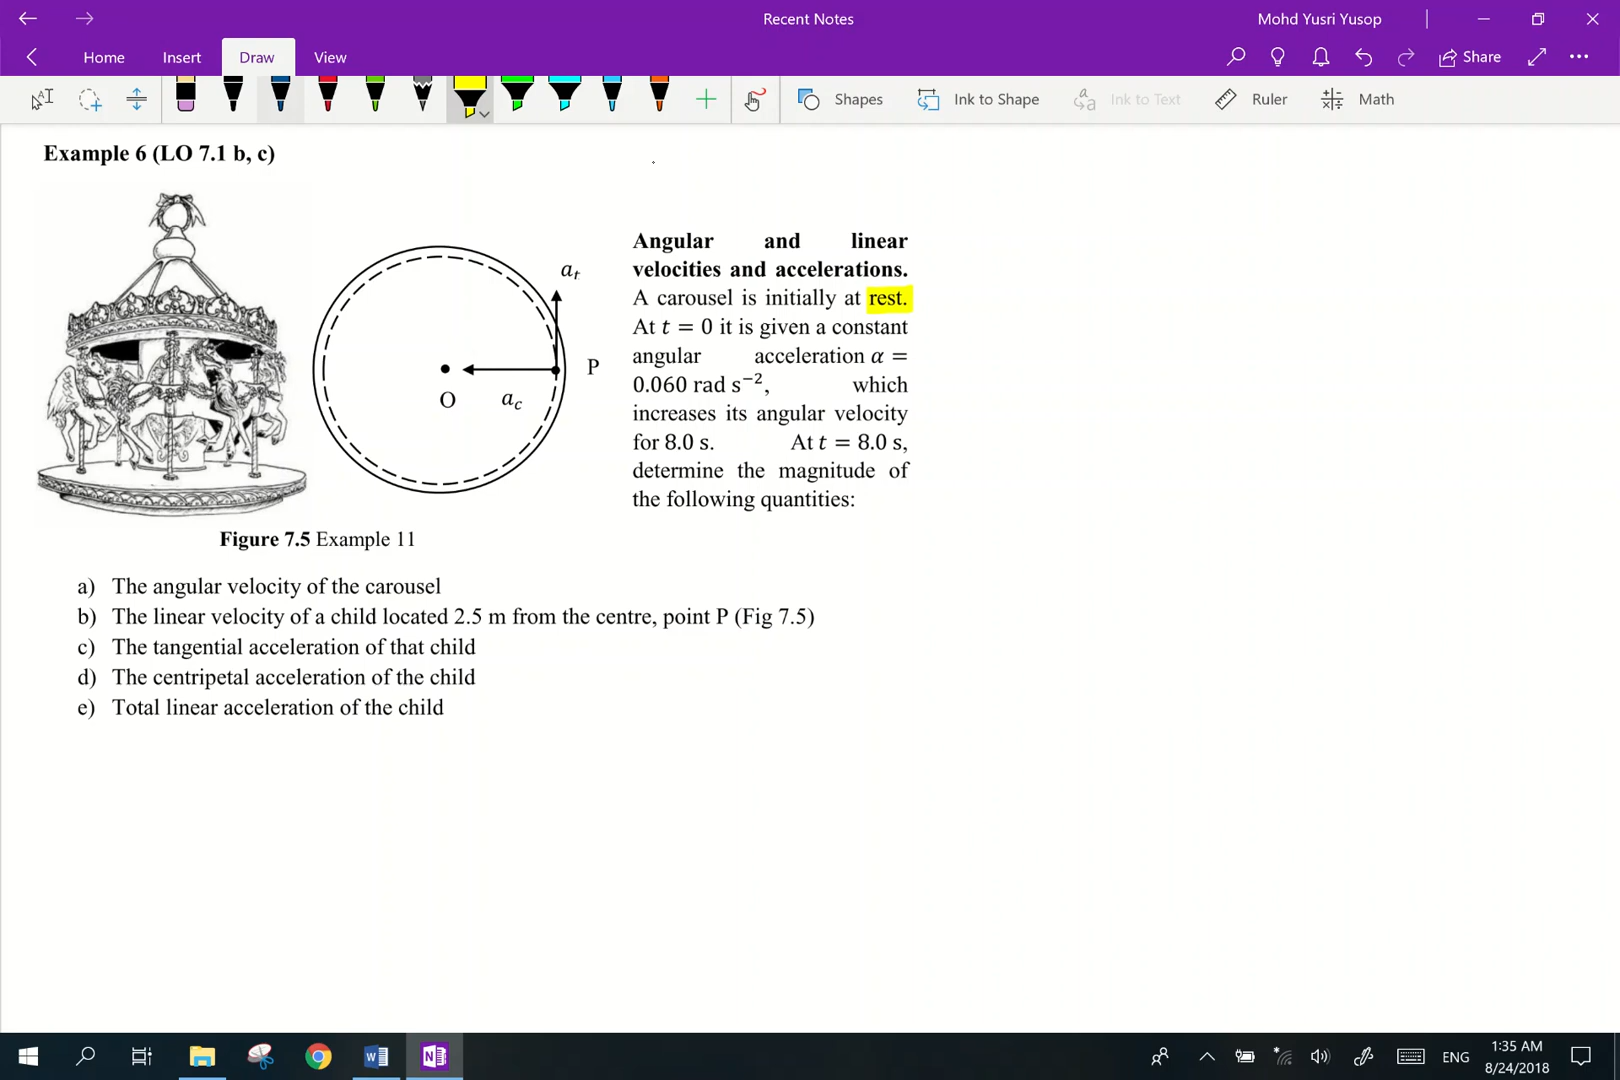 Recent Notes
Mohd Yusri Yusop
Home Insert Draw View
Share
Shapes Ink to Shape Ink to Text Ruler Math
Example 6 (LO 7.1 b, c)
a_t
P
O
a_c
Angular and linear
velocities and accelerations.
A carousel is initially at rest.
At t = 0 it is given a constant
angular acceleration α =
0.060 rad s⁻², which
increases its angular velocity
for 8.0 s. At t = 8.0 s,
determine the magnitude of
the following quantities:
Figure 7.5 Example 11
a) The angular velocity of the carousel
b) The linear velocity of a child located 2.5 m from the centre, point P (Fig 7.5)
c) The tangential acceleration of that child
d) The centripetal acceleration of the child
e) Total linear acceleration of the child
ENG
1:35 AM
8/24/2018